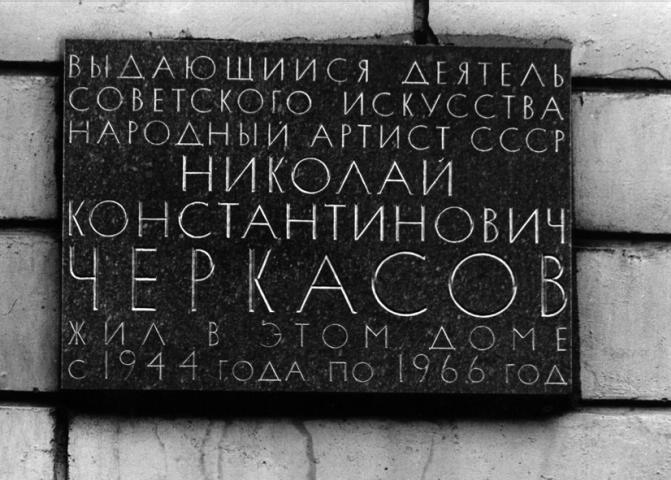 ВЫДАЮЩИЙСЯ ДЕЯТЕЛЬ
СОВЕТСКОГО ИСКУССТВА
НАРОДНЫЙ АРТИСТ СССР
НИКОЛАЙ
КОНСТАНТИНОВИЧ
ЧЕРКАСОВ
ЖИЛ В ЭТОМ ДОМЕ
С 1944 ГОДА ПО 1966 ГОД